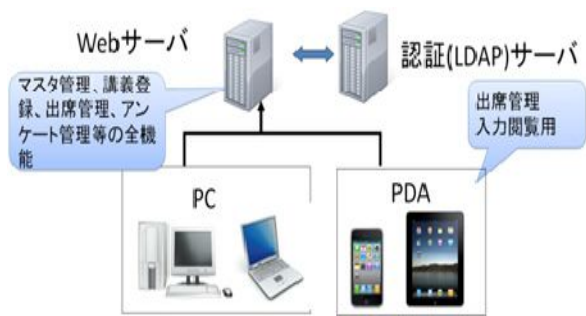 Webサーバ
認証(LDAP)サーバ
マスタ管理、講義登
録、出席管理、アン
ケート管理等の全機
能
出席管理
入力閲覧用
PC
PDA